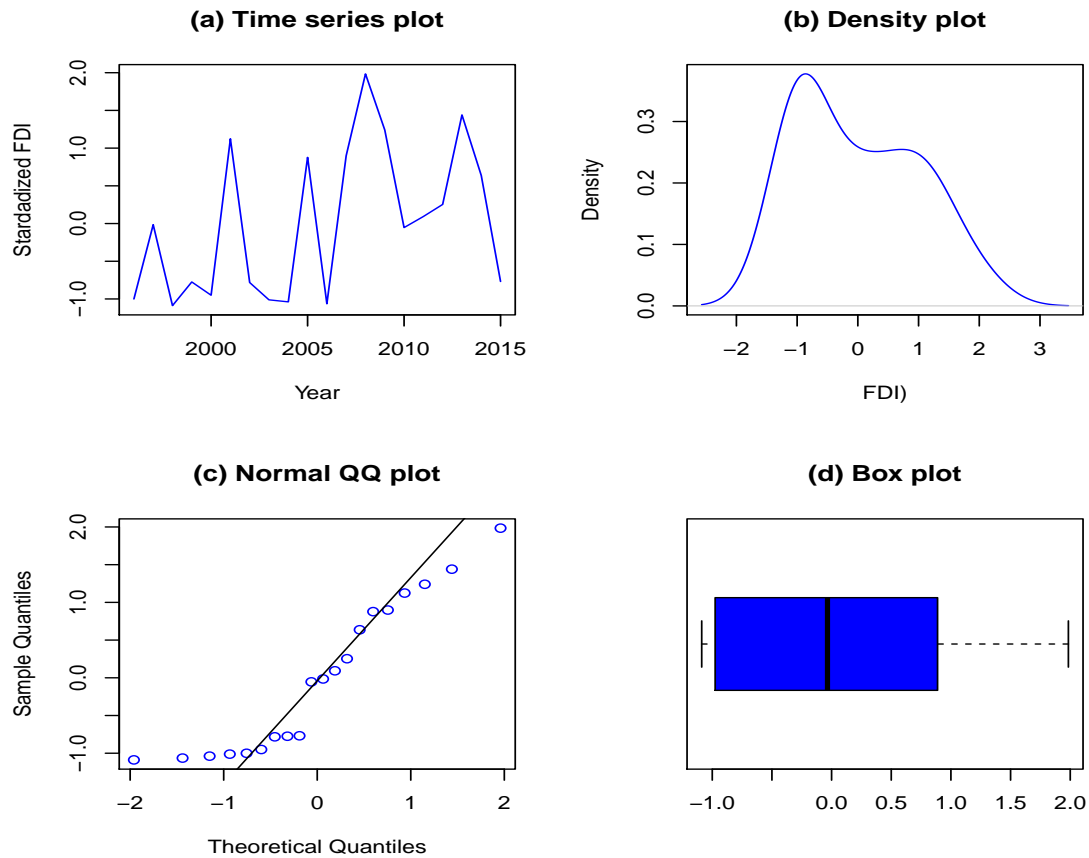 (a) Time series plot
Stardadized FDI
2.0
1.0
0.0
−1.0
2000 2005 2010 2015
Year
(b) Density plot
Density
0.3
0.2
0.1
0.0
−2 −1 0 1 2 3
FDI)
(c) Normal QQ plot
Sample Quantiles
2.0
1.0
0.0
−1.0
−2 −1 0 1 2
Theoretical Quantiles
(d) Box plot
−1.0 0.0 0.5 1.0 1.5 2.0